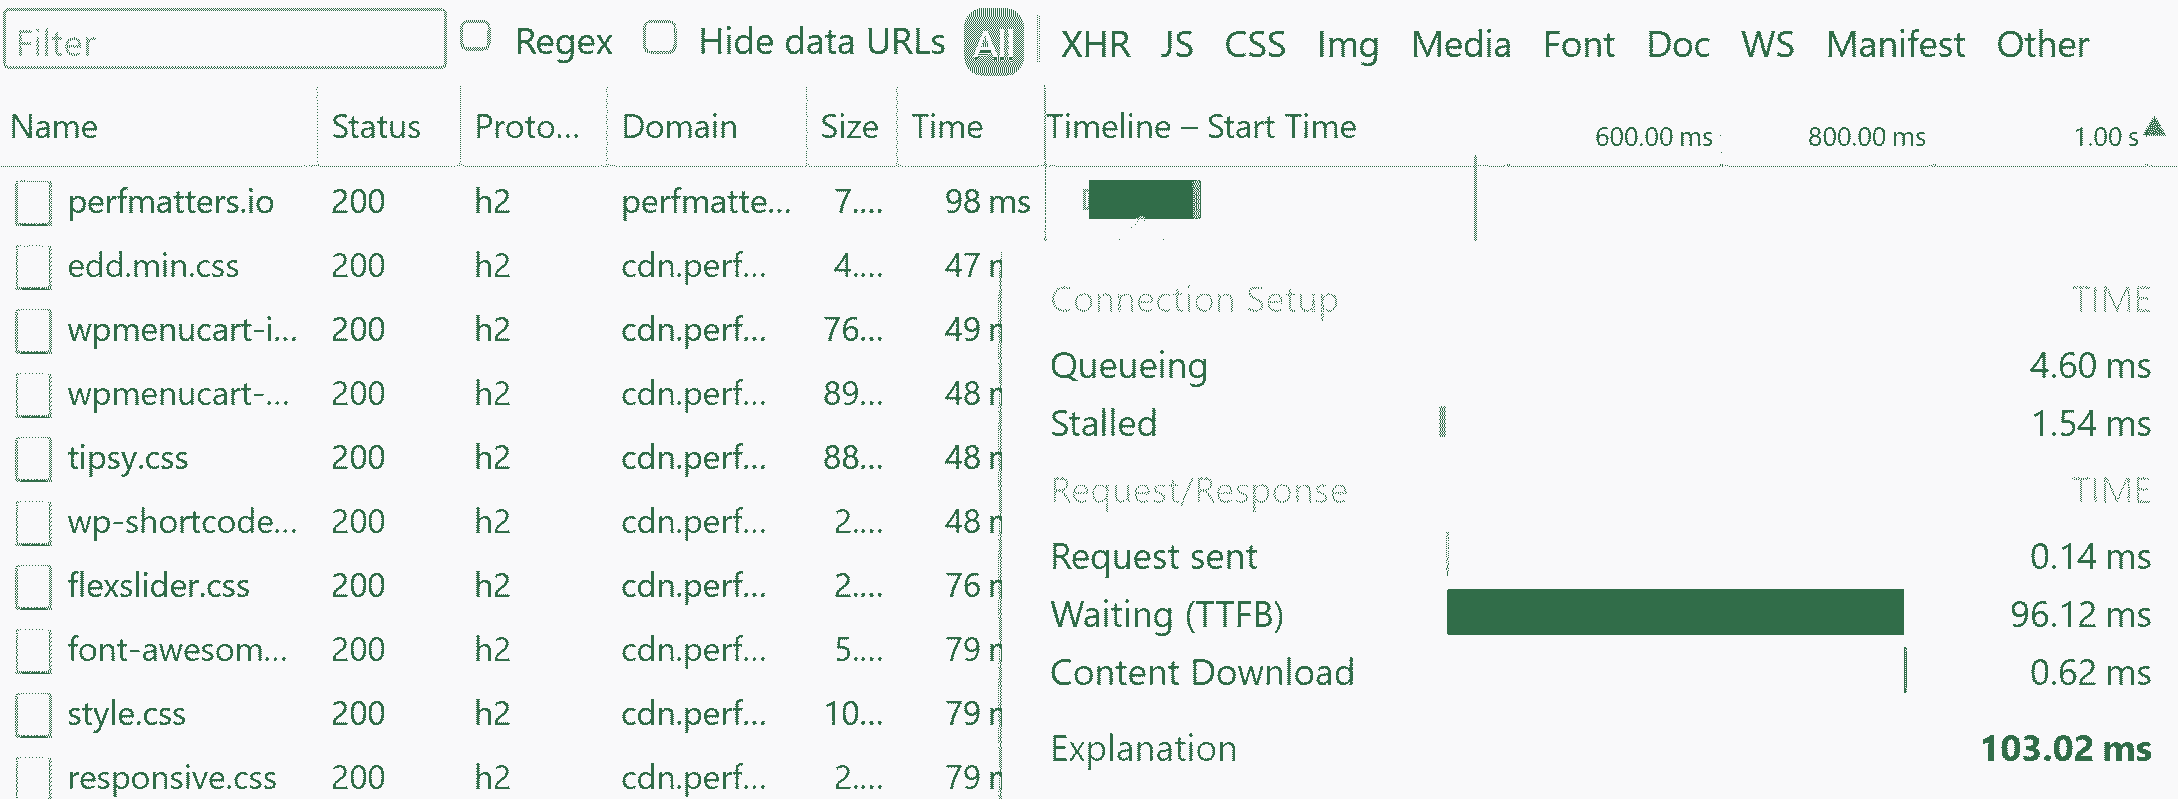 Filter Regex Hide data URLs All XHR JS CSS Img Media Font Doc WS Manifest Other
Name Status Proto... Domain Size Time Timeline – Start Time 600.00 ms 800.00 ms 1.00 s
perfmatters.io 200 h2 perfmatte... 7.... 98 ms
edd.min.css 200 h2 cdn.perf... 4.... 47
wpmenucart-i... 200 h2 cdn.perf... 76... 49
wpmenucart-... 200 h2 cdn.perf... 89... 48
tipsy.css 200 h2 cdn.perf... 88... 48
wp-shortcode... 200 h2 cdn.perf... 2.... 48
flexslider.css 200 h2 cdn.perf... 2.... 76
font-awesom... 200 h2 cdn.perf... 5.... 79
style.css 200 h2 cdn.perf... 10... 79
responsive.css 200 h2 cdn.perf... 2.... 79
Connection Setup TIME
Queueing 4.60 ms
Stalled 1.54 ms
Request/Response TIME
Request sent 0.14 ms
Waiting (TTFB) 96.12 ms
Content Download 0.62 ms
Explanation 103.02 ms